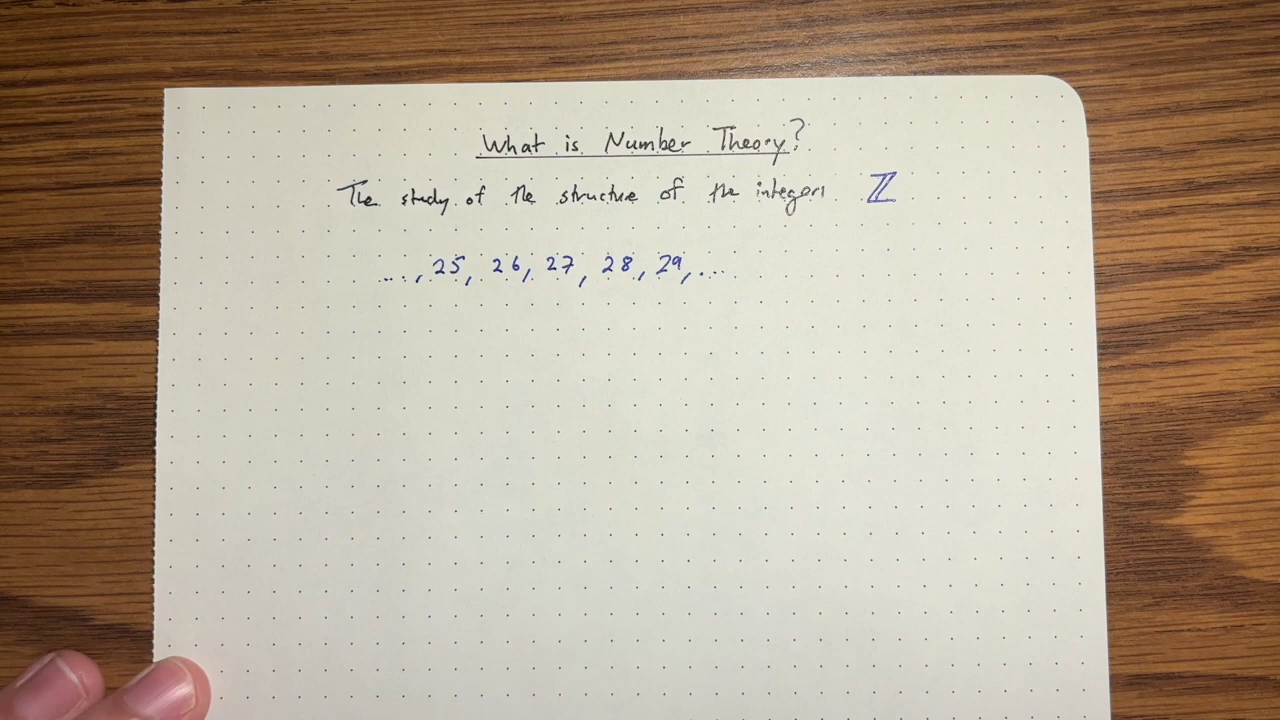 What is Number Theory?
The study of the structure of the integers ℤ
..., 25, 26, 27, 28, 29, ...